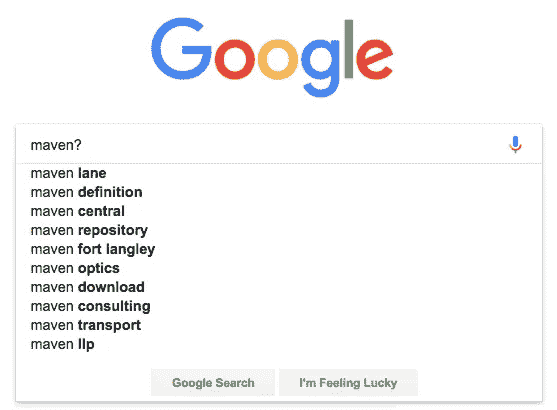 Google
maven?
maven lane
maven definition
maven central
maven repository
maven fort langley
maven optics
maven download
maven consulting
maven transport
maven llp
Google Search I'm Feeling Lucky